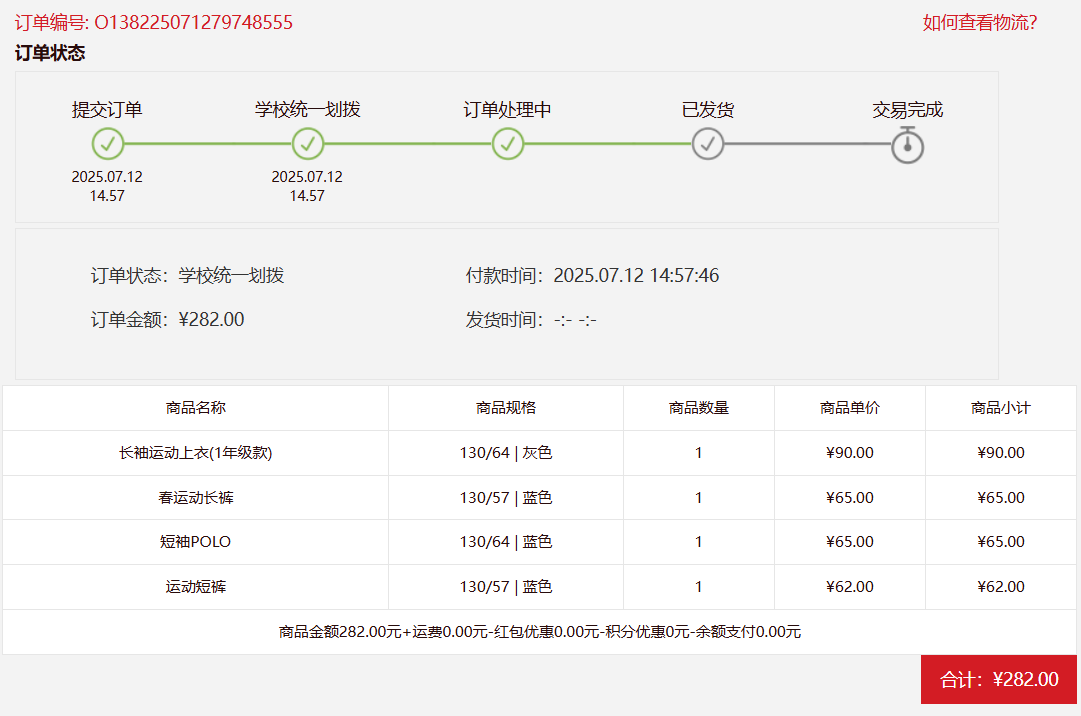 订单编号: O138225071279748555 如何查看物流?
订单状态
提交订单 学校统一划拨 订单处理中 已发货 交易完成
2025.07.12 2025.07.12
14.57 14.57
订单状态：学校统一划拨 付款时间：2025.07.12 14:57:46
订单金额：¥282.00 发货时间：-:- -:-
商品名称 商品规格 商品数量 商品单价 商品小计
长袖运动上衣(1年级款) 130/64 | 灰色 1 ¥90.00 ¥90.00
春运动长裤 130/57 | 蓝色 1 ¥65.00 ¥65.00
短袖POLO 130/64 | 蓝色 1 ¥65.00 ¥65.00
运动短裤 130/57 | 蓝色 1 ¥62.00 ¥62.00
商品金额282.00元+运费0.00元-红包优惠0.00元-积分优惠0元-余额支付0.00元
合计：¥282.00